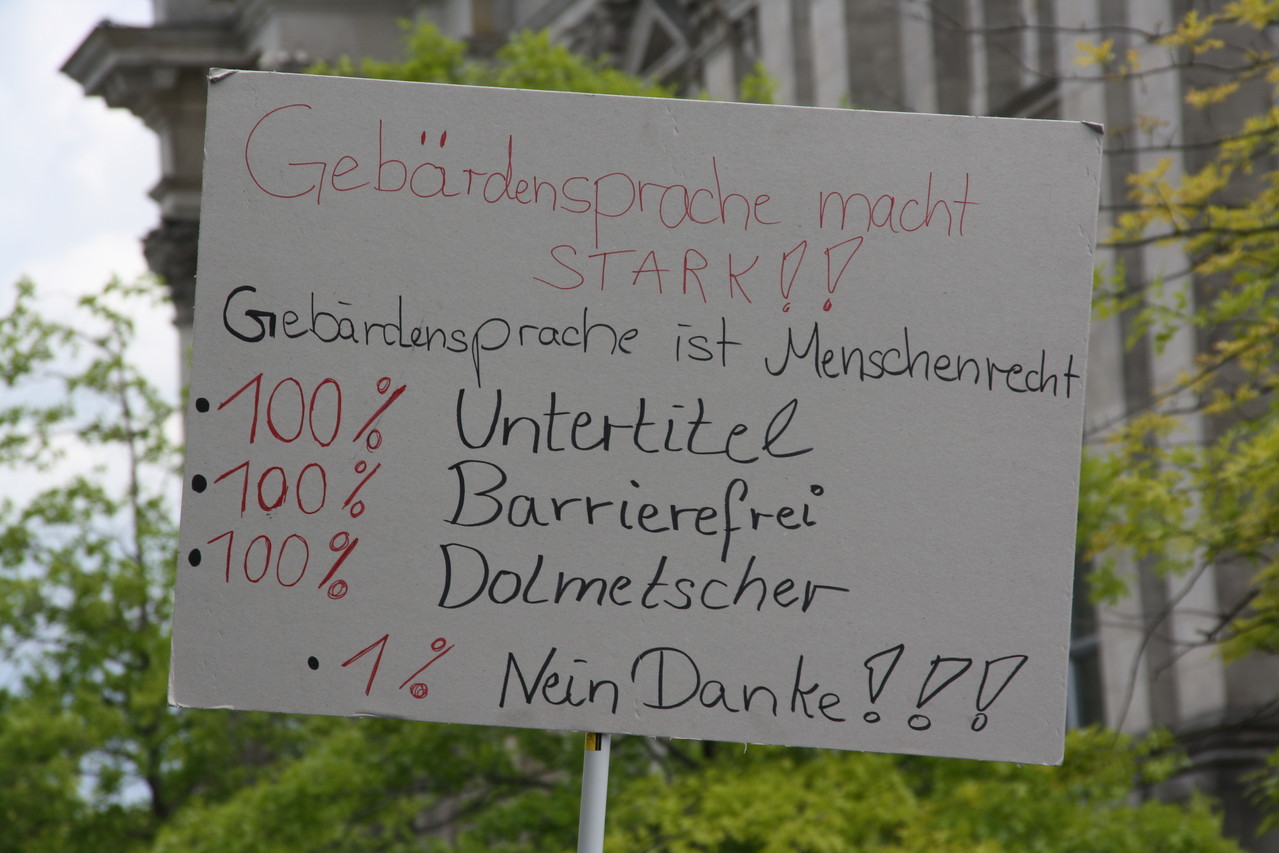 Gebärdensprache macht
STARK!!
Gebärdensprache ist Menschenrecht
• 100% Untertitel
• 100% Barrierefrei
• 100% Dolmetscher
• 1% Nein Danke!!!